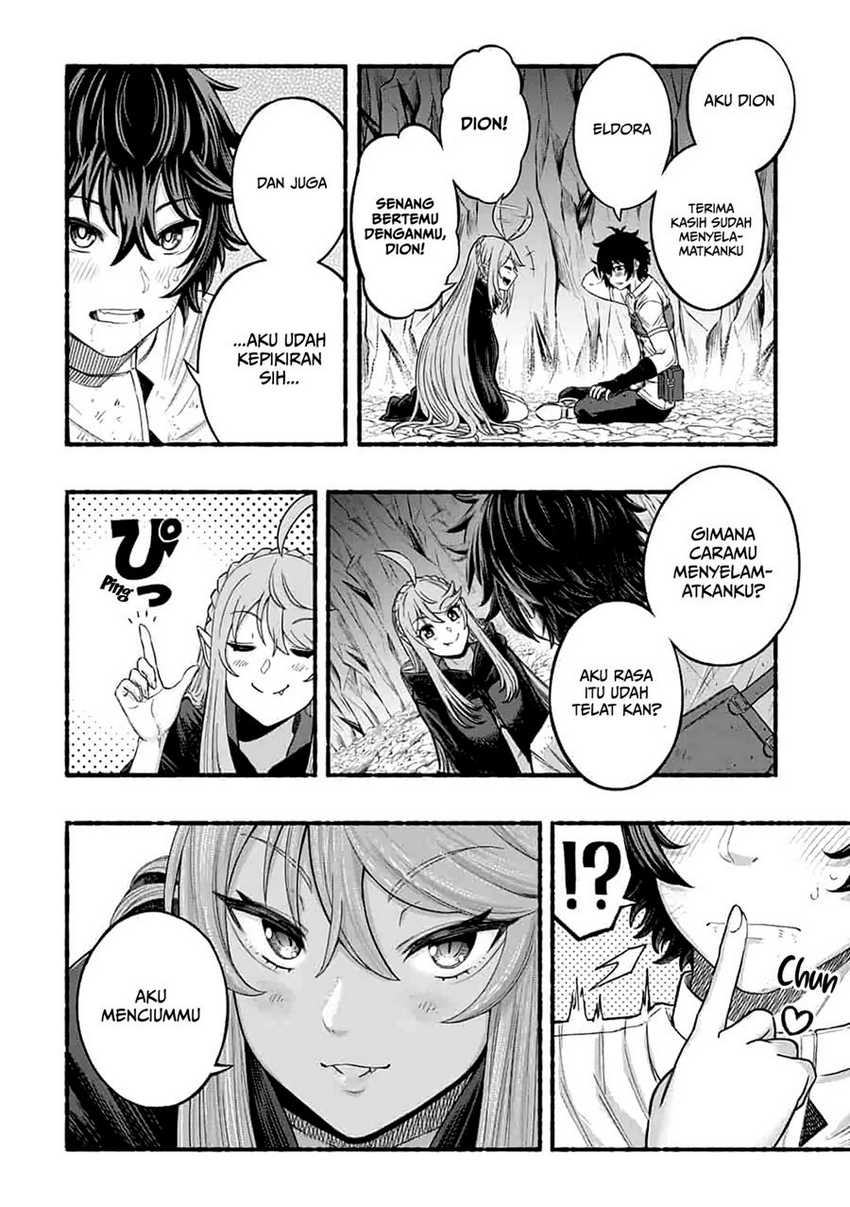 AKU DION
TERIMA
KASIH SUDAH
MENYELA-
MATKANKU
ELDORA
DION!
SENANG
BERTEMU
DENGANMU,
DION!
DAN JUGA
...AKU UDAH
KEPIKIRAN
SIH...
GIMANA
CARAMU
MENYELAM-
ATKANKU?
AKU RASA
ITU UDAH
TELAT KAN?
ぴっ
Ping
!?
Chun
♡
AKU
MENCIUMMU